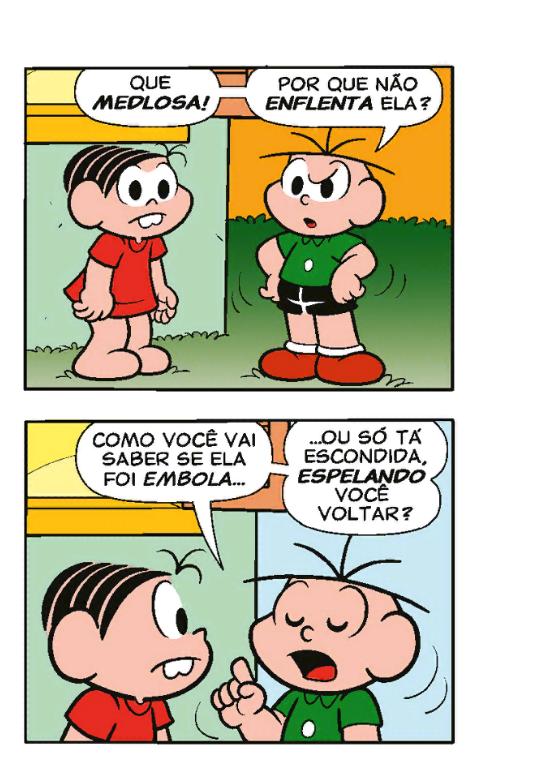 QUE
MEDLOSA!
POR QUE NÃO
ENFLENTA ELA?
COMO VOCÊ VAI
SABER SE ELA
FOI EMBOLA...
...OU SÓ TÁ
ESCONDIDA,
ESPELANDO
VOCÊ
VOLTAR?